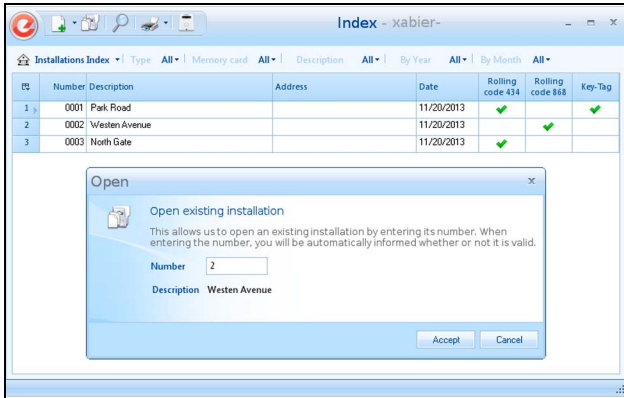 Index - xabier-
Installations Index Type All Memory card All Description All By Year All By Month All
Number Description Address Date Rolling code 434 Rolling code 868 Key-Tag
1 0001 Park Road 11/20/2013
2 0002 Westen Avenue 11/20/2013
3 0003 North Gate 11/20/2013
Open x
Open existing installation
This allows us to open an existing installation by entering its number. When
entering the number, you will be automatically informed whether or not it is valid.
Number 2
Description Westen Avenue
Accept Cancel